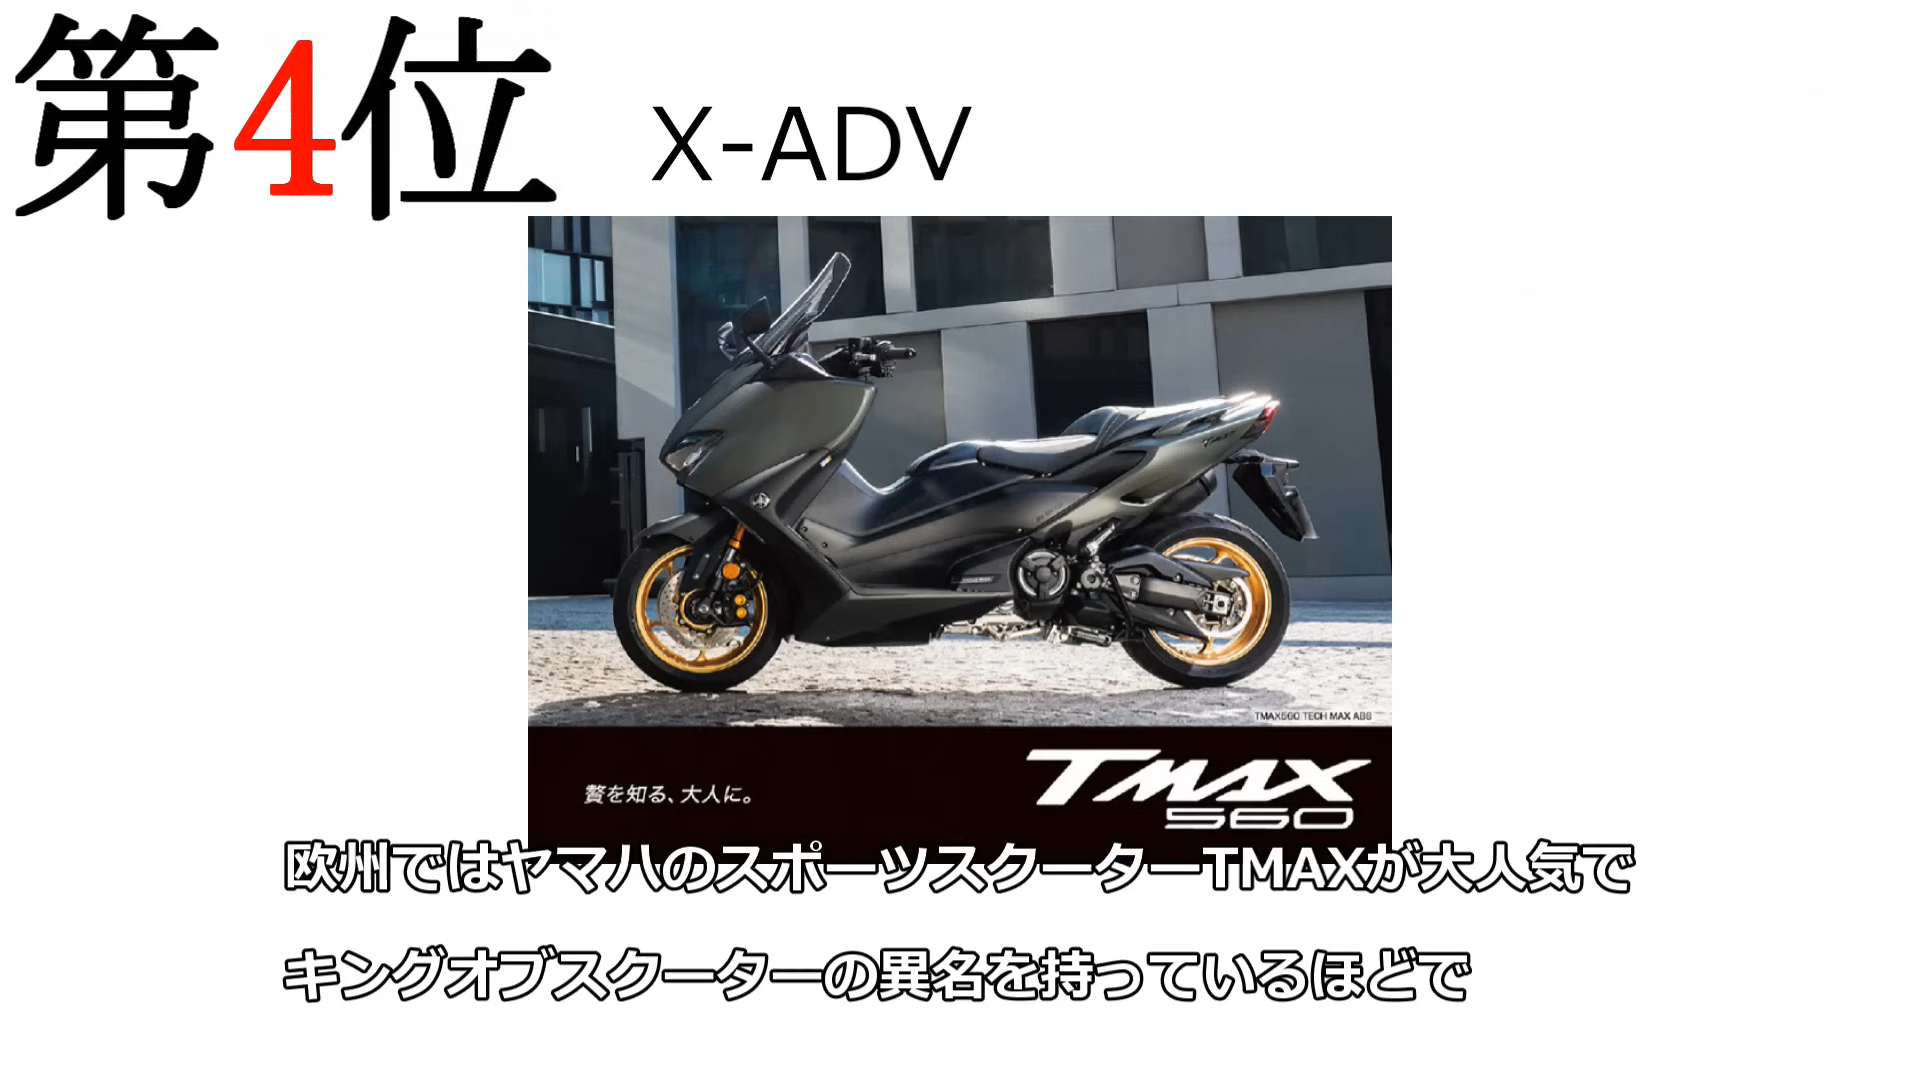 第4位
X-ADV
TMAX560 TECH MAX ABS
贅を知る、大人に。
TMAX
560
欧州ではヤマハのスポーツスクーターTMAXが大人気で
キングオブスクーターの異名を持っているほどで